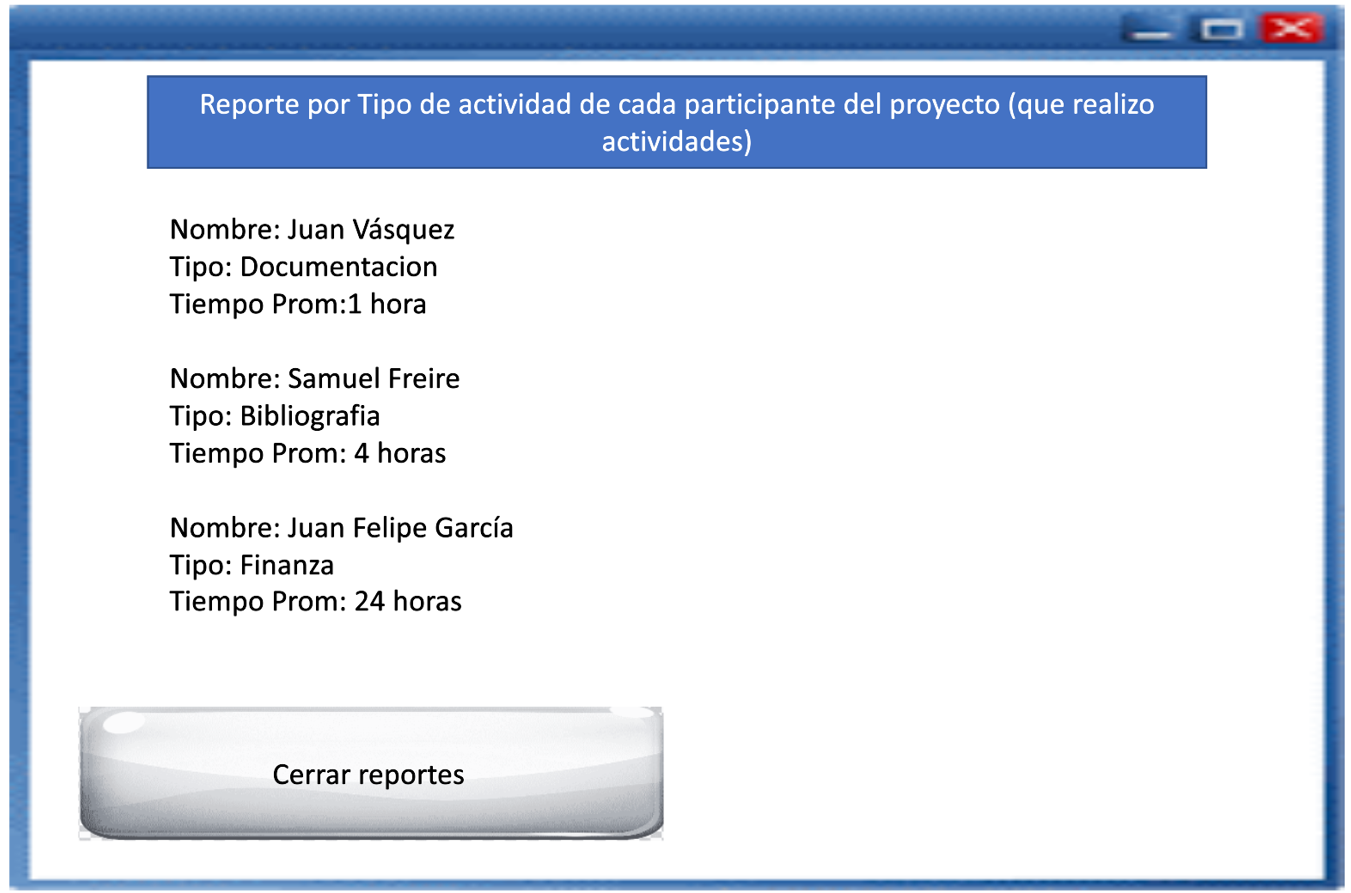 Reporte por Tipo de actividad de cada participante del proyecto (que realizo
actividades)
Nombre: Juan Vásquez
Tipo: Documentacion
Tiempo Prom:1 hora
Nombre: Samuel Freire
Tipo: Bibliografia
Tiempo Prom: 4 horas
Nombre: Juan Felipe García
Tipo: Finanza
Tiempo Prom: 24 horas
Cerrar reportes